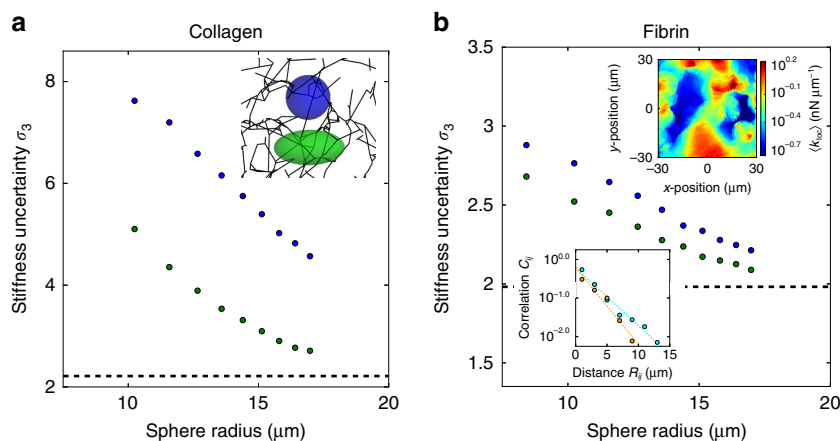 a
Collagen
Stiffness uncertainty σ3
8
6
4
2
10
15
20
Sphere radius (μm)
b
Fibrin
Stiffness uncertainty σ3
3.5
3
2.5
2
1.5
10
15
20
Sphere radius (μm)
y-position (μm)
30
0
−30
−30
0
30
x-position (μm)
10^0.2
10^−0.1
10^−0.4
10^−0.7
⟨kloc⟩ (nN μm−1)
Correlation Cij
10^0.0
10^−1.0
10^−2.0
0
5
10
15
Distance Rij (μm)